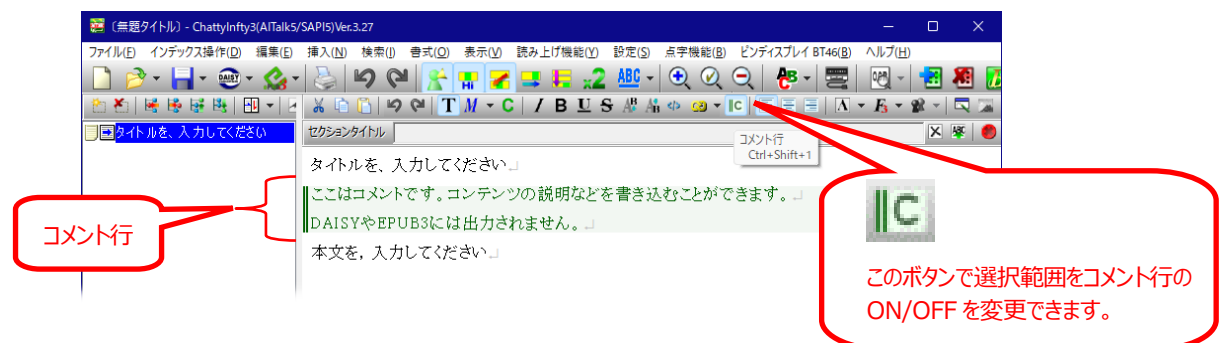 〔無題タイトル〕- ChattyInfty3(AITalk5/SAPI5)Ver.3.27
ファイル(F) インデックス操作(D) 編集(E) 挿入(N) 検索(I) 書式(O) 表示(V) 読み上げ機能(Y) 設定(S) 点字機能(B) ピンディスプレイ BT46(B) ヘルプ(H)
DAISY HI x2 ABC AB OPEN
T M C I B U S AB C A
タイトルを、入力してください
セクションタイトル
コメント行
Ctrl+Shift+1
タイトルを、入力してください
ここはコメントです。コンテンツの説明などを書き込むことができます。
DAISYやEPUB3には出力されません。
本文を，入力してください
コメント行
C
このボタンで選択範囲をコメント行の
ON/OFF を変更できます。